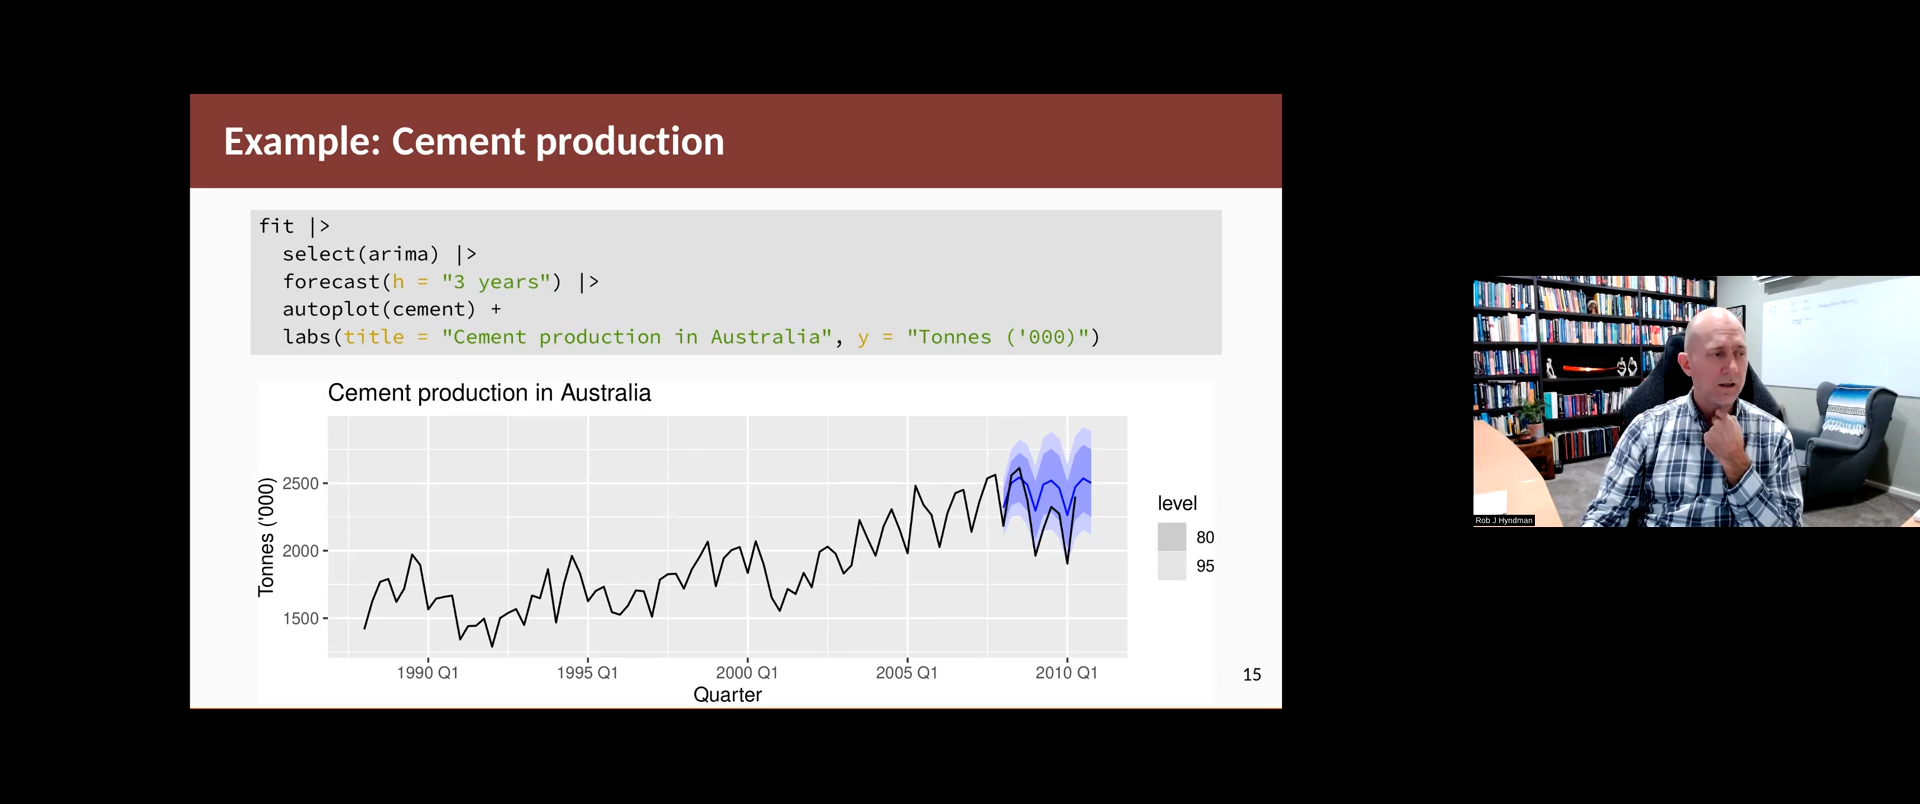 Example: Cement production
fit |>
select(arima) |>
forecast(h = "3 years") |>
autoplot(cement) +
labs(title = "Cement production in Australia", y = "Tonnes ('000)")
Cement production in Australia
Tonnes ('000)
2500
2000
1500
1990 Q1
1995 Q1
2000 Q1
2005 Q1
2010 Q1
Quarter
level
80
95
15
Rob J Hyndman